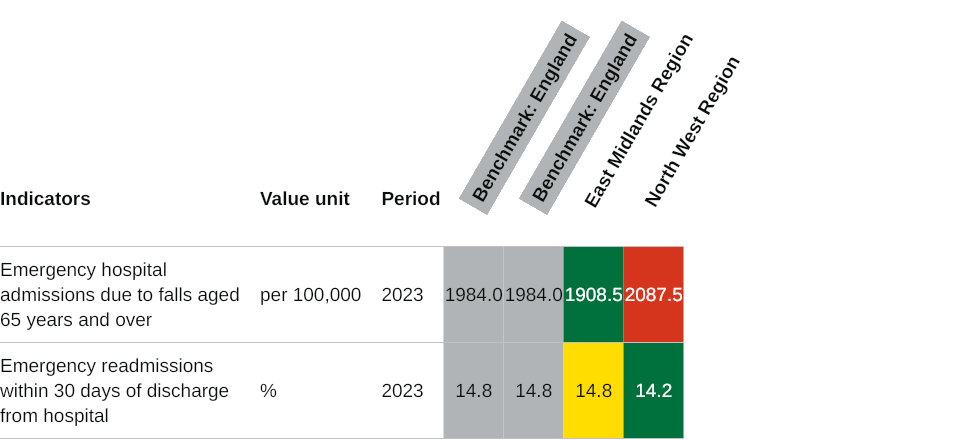 Benchmark: England
Benchmark: England
East Midlands Region
North West Region
Indicators Value unit Period
Emergency hospital
admissions due to falls aged per 100,000 2023 1984.0 1984.0 1908.5 2087.5
65 years and over
Emergency readmissions
within 30 days of discharge % 2023 14.8 14.8 14.8 14.2
from hospital